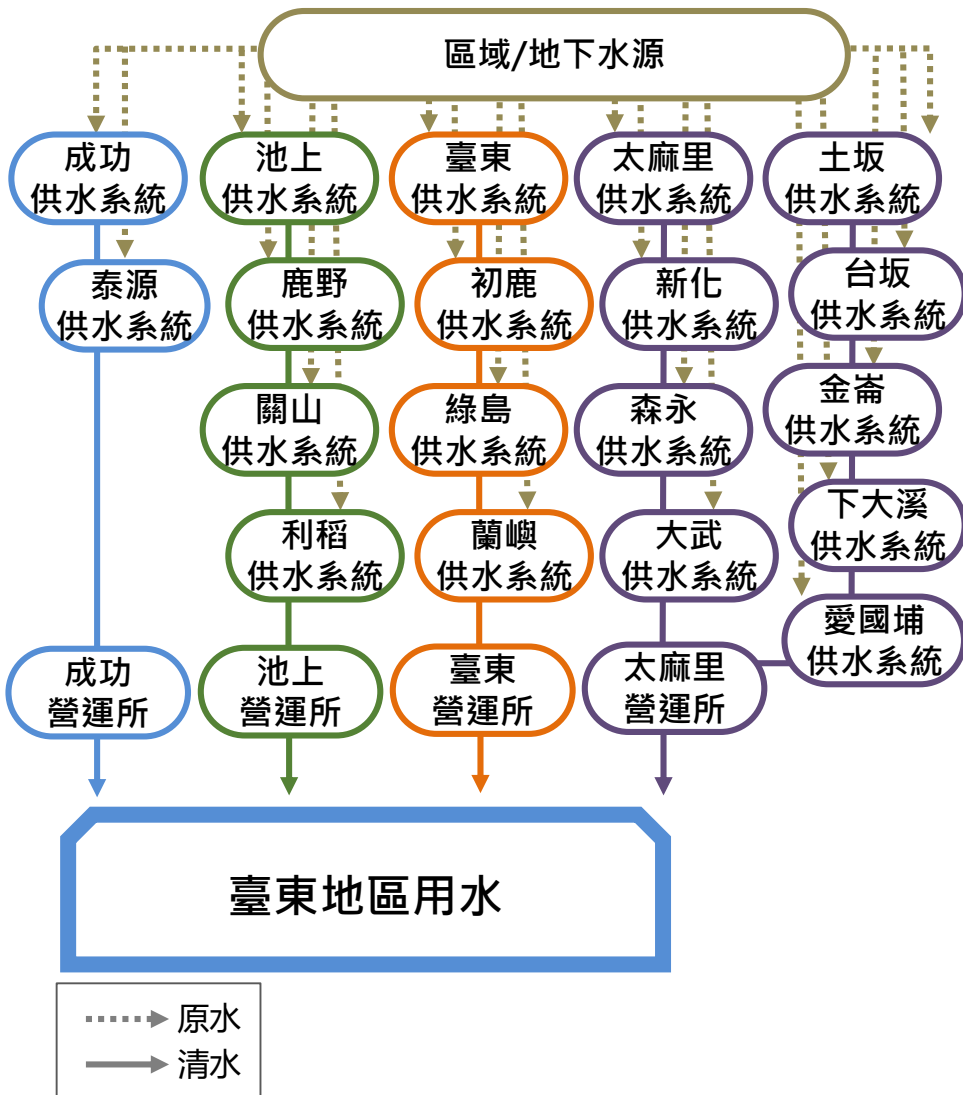 區域/地下水源
成功
供水系統
池上
供水系統
臺東
供水系統
太麻里
供水系統
土坂
供水系統
泰源
供水系統
鹿野
供水系統
初鹿
供水系統
新化
供水系統
台坂
供水系統
關山
供水系統
綠島
供水系統
森永
供水系統
金崙
供水系統
利稻
供水系統
蘭嶼
供水系統
大武
供水系統
下大溪
供水系統
愛國埔
供水系統
成功
營運所
池上
營運所
臺東
營運所
太麻里
營運所
臺東地區用水
原水
清水